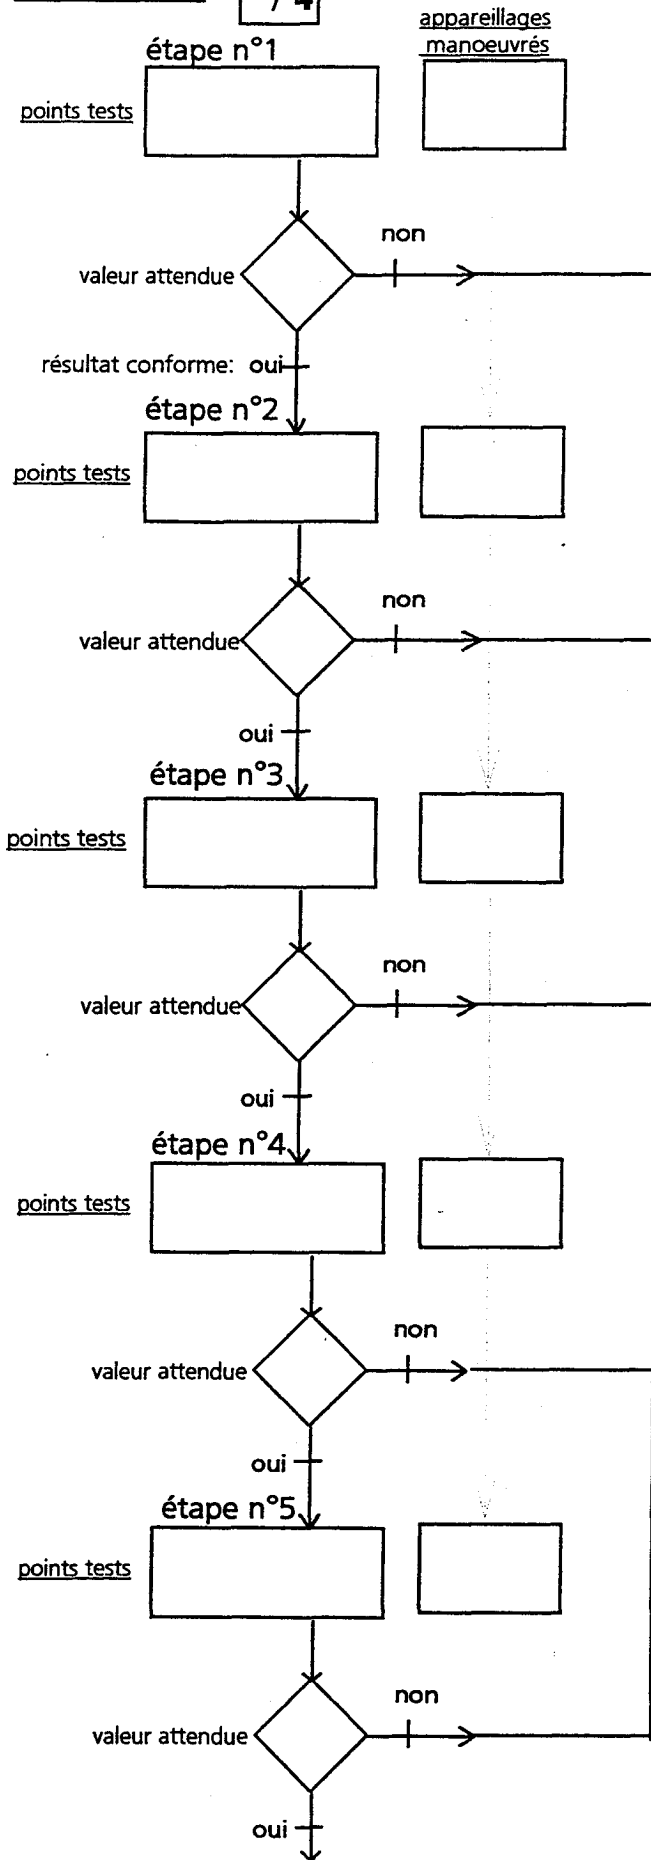 / 4
appareillages
manoeuvrés
étape n°1
points tests
non
valeur attendue
résultat conforme: oui
étape n°2
points tests
non
valeur attendue
oui
étape n°3
points tests
non
valeur attendue
oui
étape n°4
points tests
non
valeur attendue
oui
étape n°5
points tests
non
valeur attendue
oui